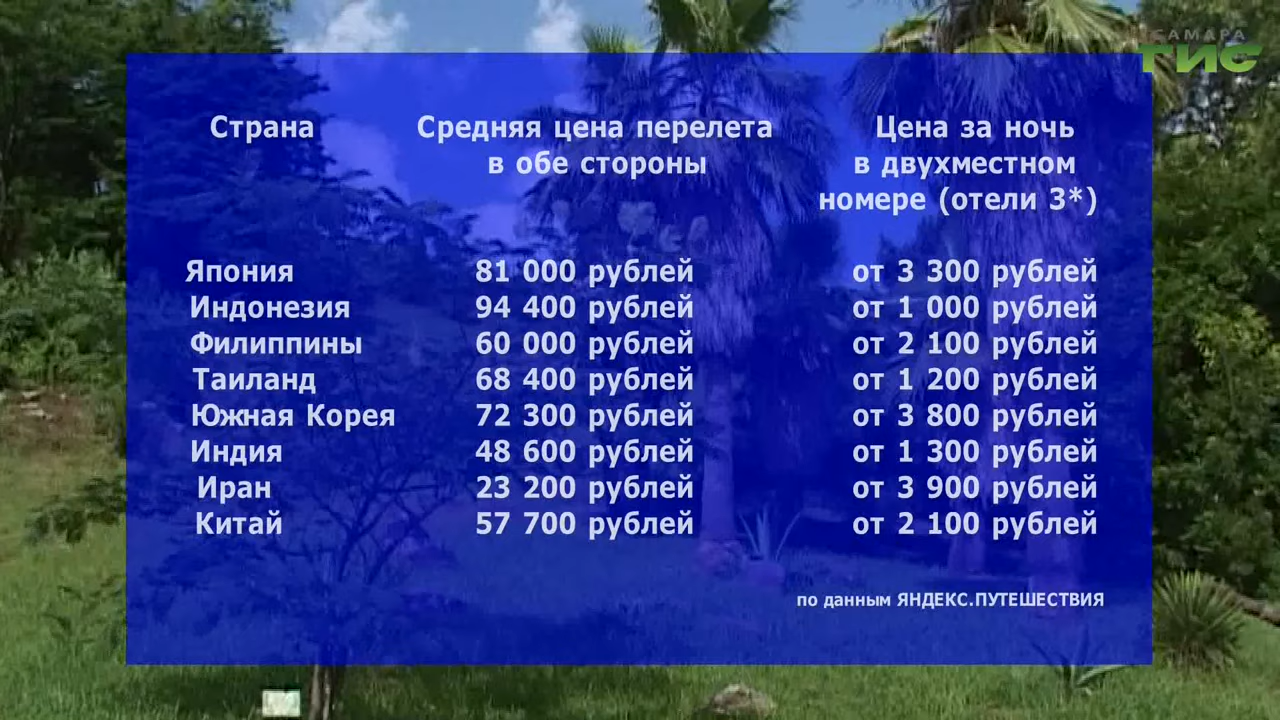 САМАРА
ГИС
Страна Средняя цена перелета Цена за ночь
в обе стороны в двухместном
номере (отели 3*)
Япония 81 000 рублей от 3 300 рублей
Индонезия 94 400 рублей от 1 000 рублей
Филиппины 60 000 рублей от 2 100 рублей
Таиланд 68 400 рублей от 1 200 рублей
Южная Корея 72 300 рублей от 3 800 рублей
Индия 48 600 рублей от 1 300 рублей
Иран 23 200 рублей от 3 900 рублей
Китай 57 700 рублей от 2 100 рублей
по данным ЯНДЕКС.ПУТЕШЕСТВИЯ